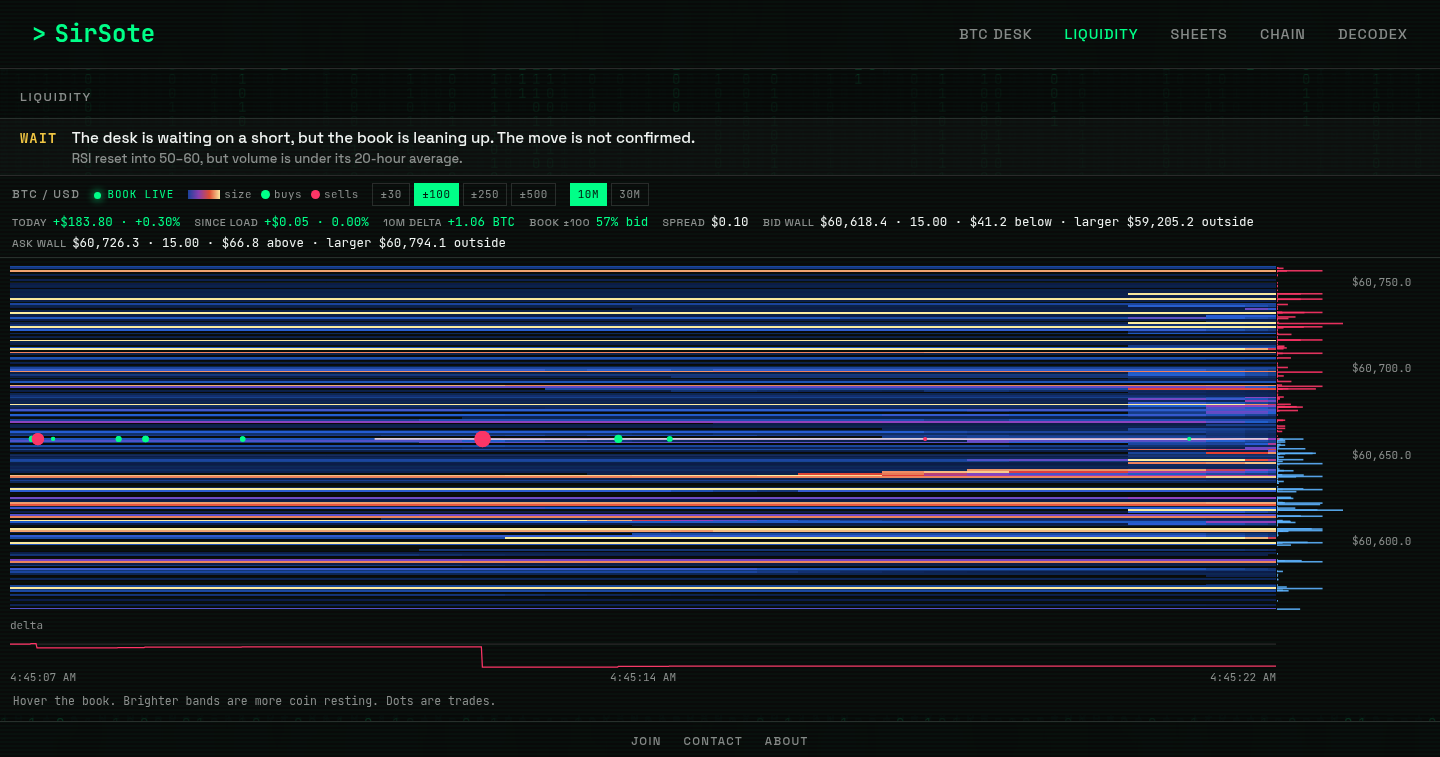 > SirSote
BTC DESK LIQUIDITY SHEETS CHAIN DECODEX
LIQUIDITY
WAIT The desk is waiting on a short, but the book is leaning up. The move is not confirmed.
RSI reset into 50–60, but volume is under its 20-hour average.
BTC / USD BOOK LIVE size buys sells ±30 ±100 ±250 ±500 10M 30M
TODAY +$183.80 · +0.30% SINCE LOAD +$0.05 · 0.00% 10M DELTA +1.06 BTC BOOK ±100 57% bid SPREAD $0.10 BID WALL $60,618.4 · 15.00 · $41.2 below · larger $59,205.2 outside
ASK WALL $60,726.3 · 15.00 · $66.8 above · larger $60,794.1 outside
$60,750.0
$60,700.0
$60,650.0
$60,600.0
delta
4:45:07 AM 4:45:14 AM 4:45:22 AM
Hover the book. Brighter bands are more coin resting. Dots are trades.
JOIN CONTACT ABOUT